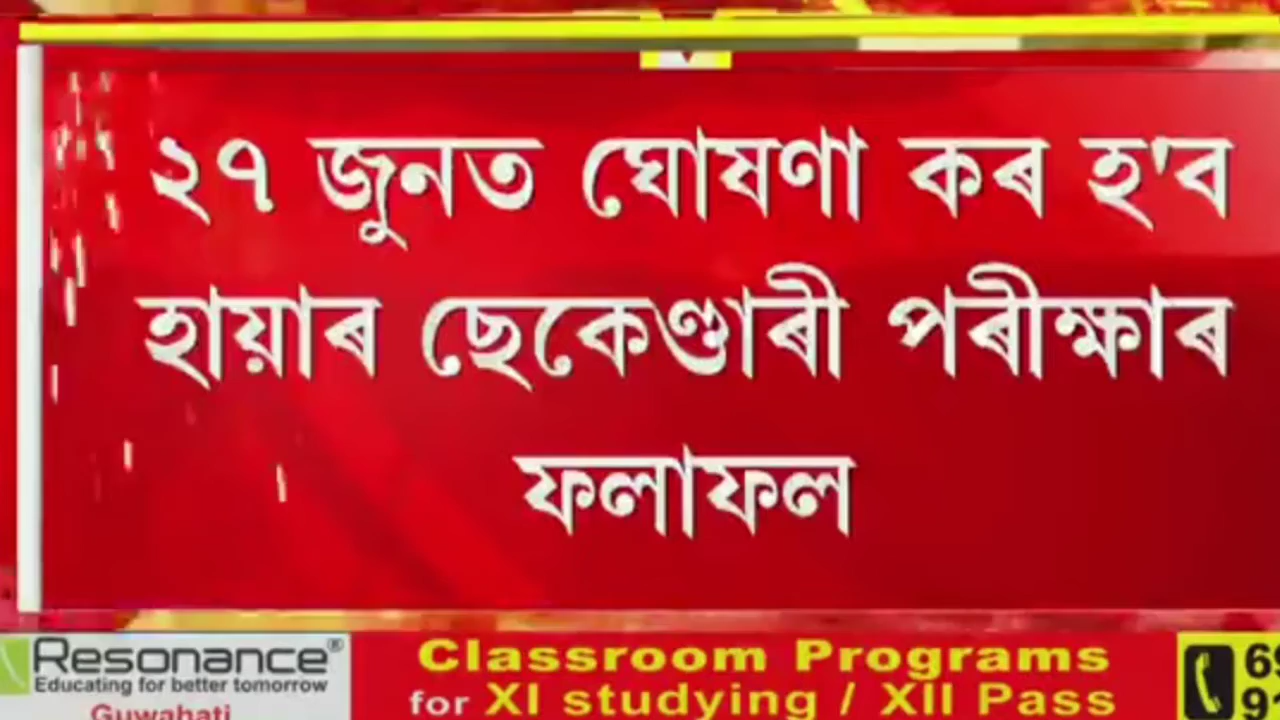 ২৭ জুনত ঘোষণা কৰ হ'ব
হায়াৰ ছেকেণ্ডাৰী পৰীক্ষাৰ
ফলাফল
Resonance®
Educating for better tomorrow
Guwahati
Classroom Programs
for XI studying / XII Pass